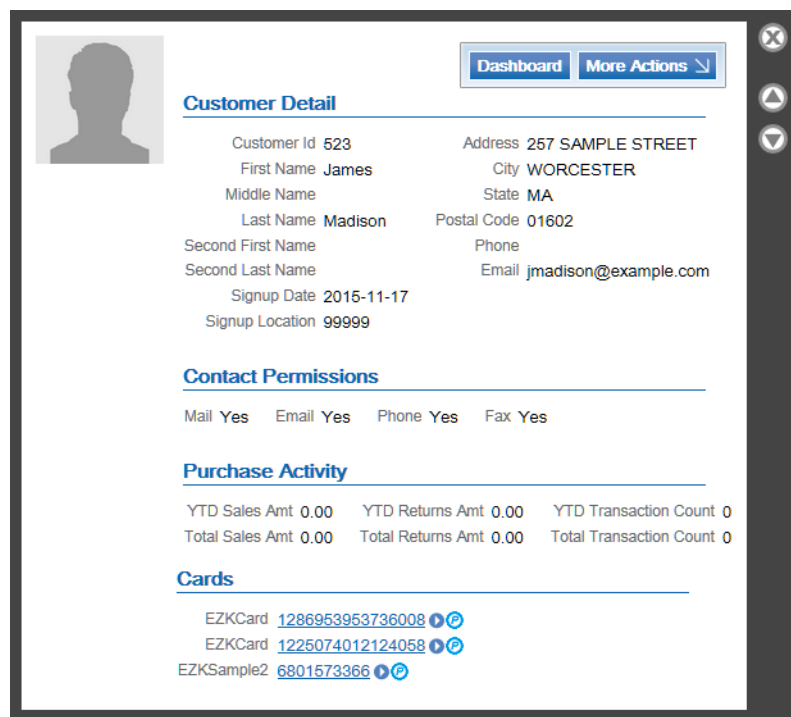 Dashboard More Actions
Customer Detail
Customer Id 523 Address 257 SAMPLE STREET
First Name James City WORCESTER
Middle Name State MA
Last Name Madison Postal Code 01602
Second First Name Phone
Second Last Name Email jmadison@example.com
Signup Date 2015-11-17
Signup Location 99999
Contact Permissions
Mail Yes Email Yes Phone Yes Fax Yes
Purchase Activity
YTD Sales Amt 0.00 YTD Returns Amt 0.00 YTD Transaction Count 0
Total Sales Amt 0.00 Total Returns Amt 0.00 Total Transaction Count 0
Cards
EZKCard 1286953953736008 P
EZKCard 1225074012124058 P
EZKSample2 6801573366 P